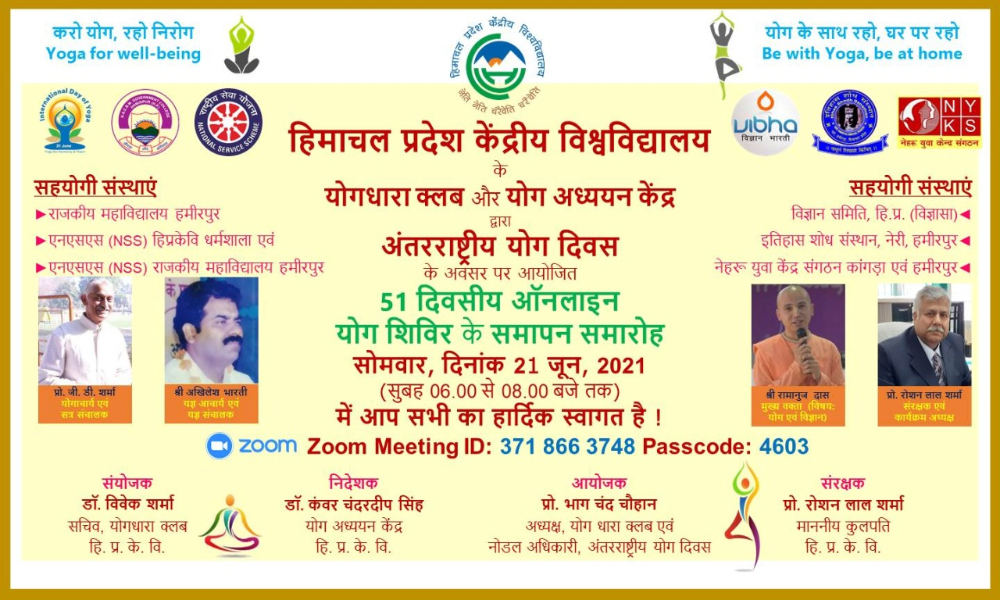 करो योग, रहो निरोग
Yoga for well-being
हिमाचल प्रदेश केंद्रीय विश्वविद्यालय
नेति नेति चरैवेति चरैवेति
योग के साथ रहो, घर पर रहो
Be with Yoga, be at home
International Day of Yoga
21 June
राष्ट्रीय सेवा योजना
NATIONAL SERVICE SCHEME
vibha
विज्ञान भारती
NYKS
नेहरू युवा केन्द्र संगठन
हिमाचल प्रदेश केंद्रीय विश्वविद्यालय
के
योगधारा क्लब और योग अध्ययन केंद्र
द्वारा
अंतरराष्ट्रीय योग दिवस
के अवसर पर आयोजित
51 दिवसीय ऑनलाइन
योग शिविर के समापन समारोह
सोमवार, दिनांक 21 जून, 2021
(सुबह 06.00 से 08.00 बजे तक)
में आप सभी का हार्दिक स्वागत है !
सहयोगी संस्थाएं
►राजकीय महाविद्यालय हमीरपुर
►एनएसएस (NSS) हिप्रकेवि धर्मशाला एवं
►एनएसएस (NSS) राजकीय महाविद्यालय हमीरपुर
प्रो. जी. डी. शर्मा
योगाचार्य एवं
सत्र संचालक
श्री अखिलेश भारती
यज्ञ आचार्य एवं
यज्ञ संचालक
सहयोगी संस्थाएं
विज्ञान समिति, हि.प्र. (विज्ञासा)◄
इतिहास शोध संस्थान, नेरी, हमीरपुर◄
नेहरू युवा केंद्र संगठन कांगड़ा एवं हमीरपुर◄
श्री रामानुज दास
मुख्य वक्ता (विषय:
योग एवं विज्ञान)
प्रो. रोशन लाल शर्मा
संरक्षक एवं
कार्यक्रम अध्यक्ष
zoom Zoom Meeting ID: 371 866 3748 Passcode: 4603
संयोजक
डॉ. विवेक शर्मा
सचिव, योगधारा क्लब
हि. प्र. के. वि.
निदेशक
डॉ. कंवर चंदरदीप सिंह
योग अध्ययन केंद्र
हि. प्र. के. वि.
आयोजक
प्रो. भाग चंद चौहान
अध्यक्ष, योग धारा क्लब एवं
नोडल अधिकारी, अंतरराष्ट्रीय योग दिवस
संरक्षक
प्रो. रोशन लाल शर्मा
माननीय कुलपति
हि. प्र. के. वि.